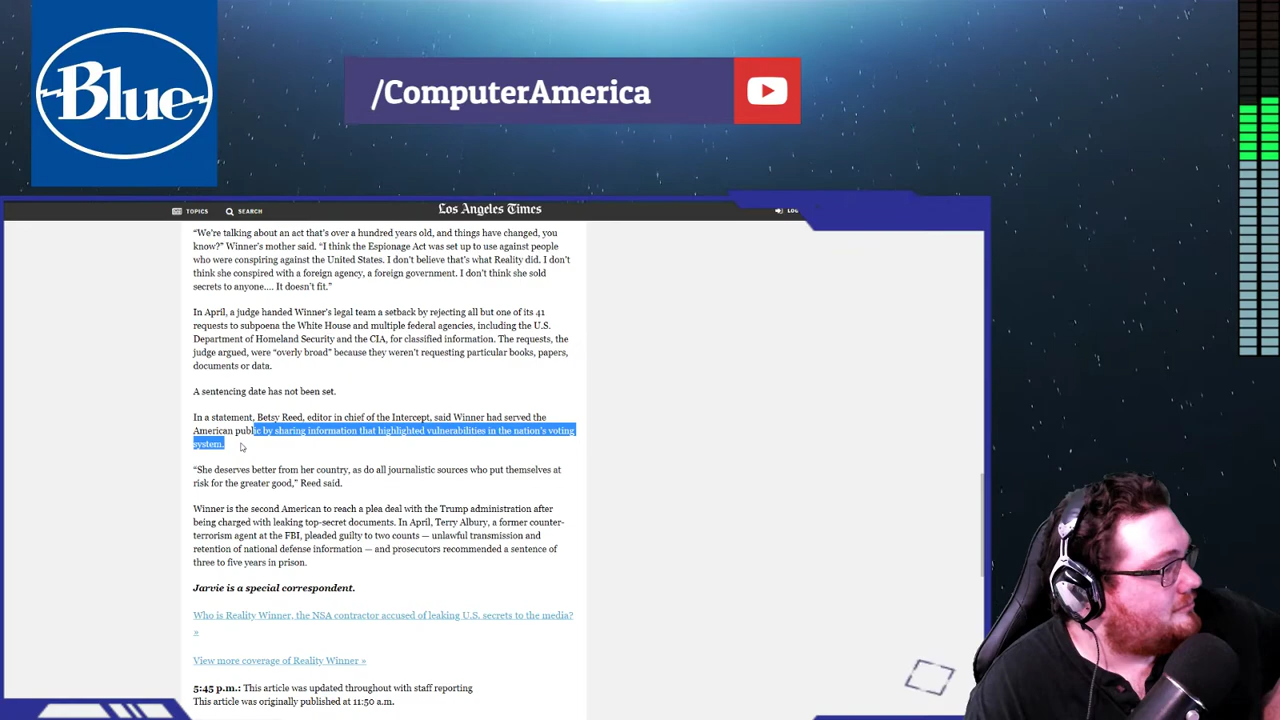 Blue
/ComputerAmerica
TOPICS
SEARCH
Los Angeles Times
LOG
“We're talking about an act that's over a hundred years old, and things have changed, you
know?” Winner's mother said. “I think the Espionage Act was set up to use against people
who were conspiring against the United States. I don't believe that's what Reality did. I don't
think she conspired with a foreign agency, a foreign government. I don't think she sold
secrets to anyone.... It doesn't fit.”
In April, a judge handed Winner's legal team a setback by rejecting all but one of its 41
requests to subpoena the White House and multiple federal agencies, including the U.S.
Department of Homeland Security and the CIA, for classified information. The requests, the
judge argued, were “overly broad” because they weren't requesting particular books, papers,
documents or data.
A sentencing date has not been set.
In a statement, Betsy Reed, editor in chief of the Intercept, said Winner had served the
American public by sharing information that highlighted vulnerabilities in the nation's voting
system.
“She deserves better from her country, as do all journalistic sources who put themselves at
risk for the greater good,” Reed said.
Winner is the second American to reach a plea deal with the Trump administration after
being charged with leaking top-secret documents. In April, Terry Albury, a former counter-
terrorism agent at the FBI, pleaded guilty to two counts — unlawful transmission and
retention of national defense information — and prosecutors recommended a sentence of
three to five years in prison.
Jarvie is a special correspondent.
Who is Reality Winner, the NSA contractor accused of leaking U.S. secrets to the media?
»
View more coverage of Reality Winner »
5:45 p.m.: This article was updated throughout with staff reporting
This article was originally published at 11:50 a.m.